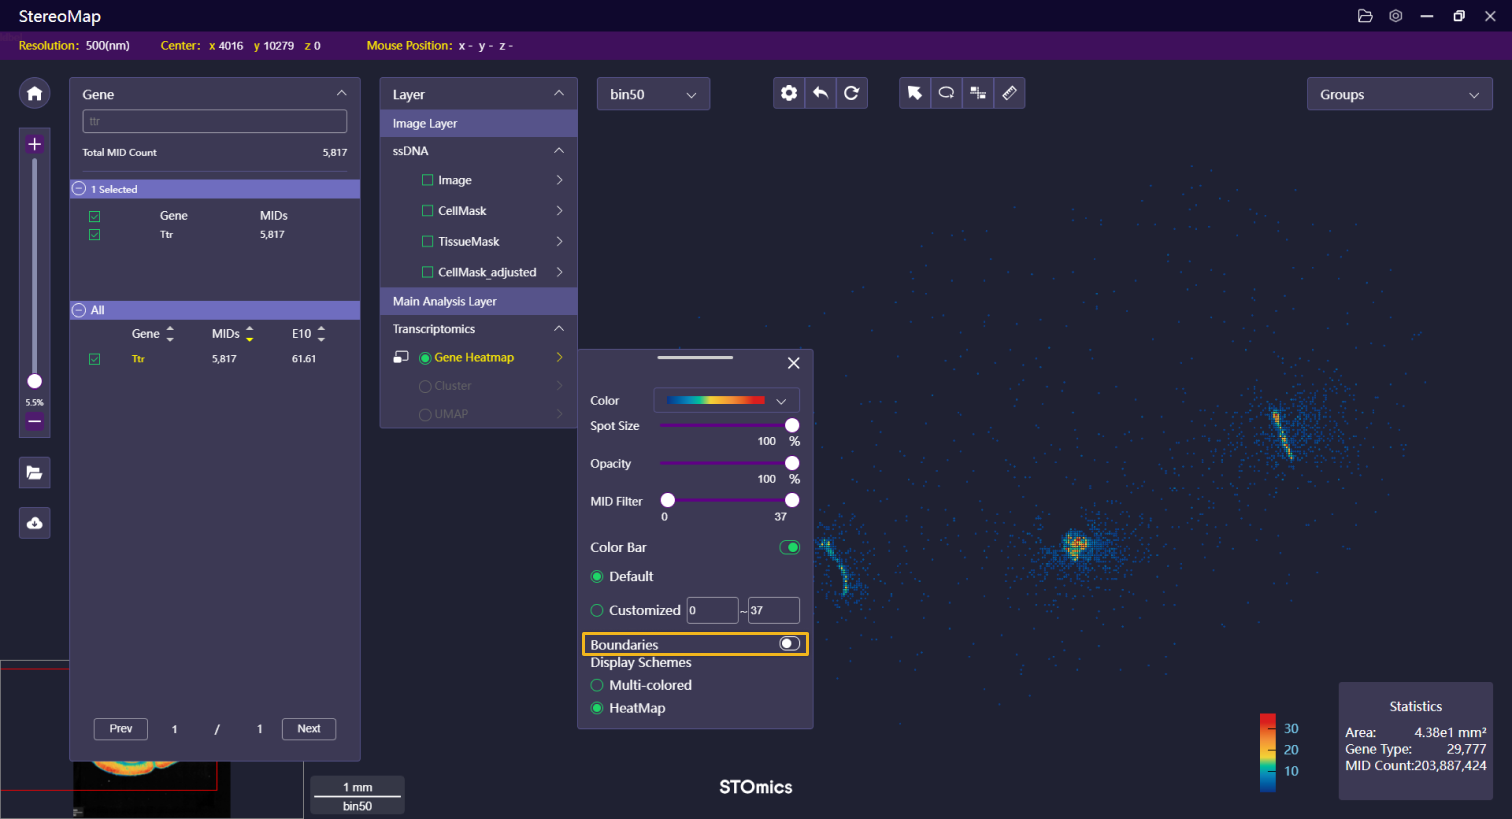 StereoMap
Resolution: 500(nm) Center: x 4016 y 10279 z 0 Mouse Position: x - y - z -
Gene
ttr
Total MID Count 5,817
1 Selected
Gene MIDs
Ttr 5,817
All
Gene MIDs E10
Ttr 5,817 61.61
Prev 1 / 1 Next
5.5%
Layer
Image Layer
ssDNA
Image
CellMask
TissueMask
CellMask_adjusted
Main Analysis Layer
Transcriptomics
Gene Heatmap
Cluster
UMAP
bin50
Groups
Color
Spot Size
100 %
Opacity
100 %
MID Filter
0 37
Color Bar
Default
Customized 0 ~ 37
Boundaries
Display Schemes
Multi-colored
HeatMap
1 mm
bin50
STOmics
30
20
10
Statistics
Area: 4.38e1 mm²
Gene Type: 29,777
MID Count:203,887,424